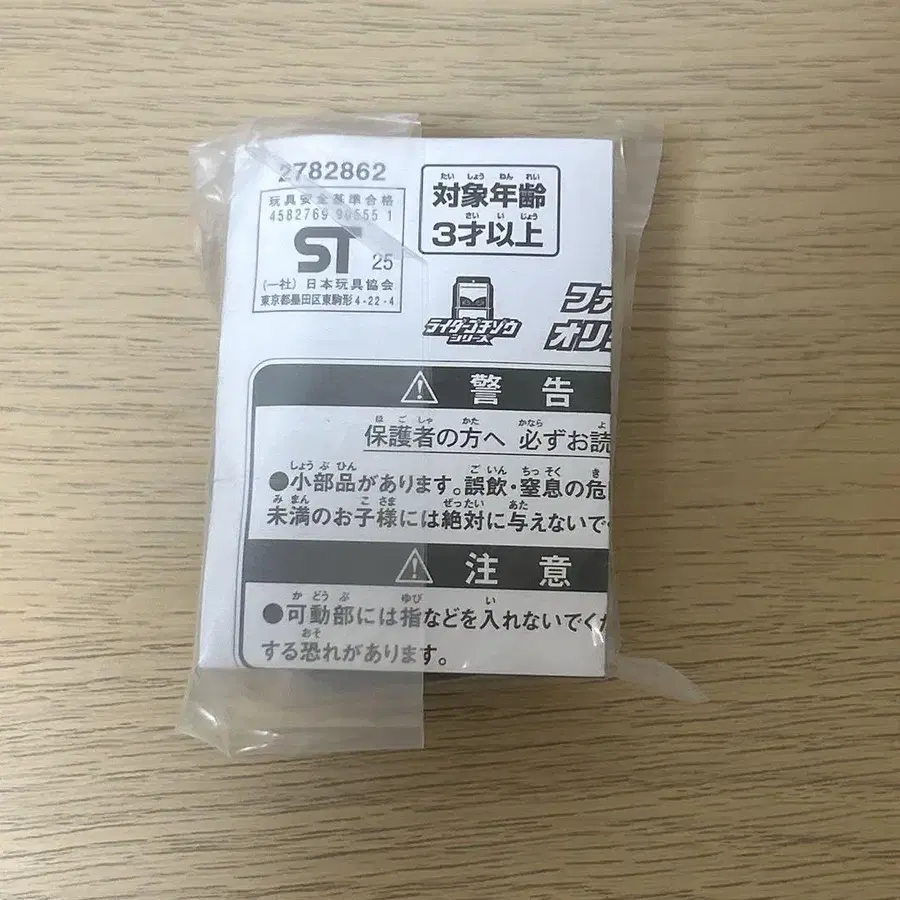 2782862
玩具安全基準合格
4582769 90555 1
ST 25
(一社) 日本玩具協会
東京都墨田区東駒形4-22-4
たい しょう ねん れい
対象年齢
さい い じょう
3才以上
ライダーゴチゾウ
シリーズ
ファ
オリ
⚠ 警告
ほ ご しゃ かた かなら よ
保護者の方へ 必ずお読
しょう ぶ ひん ご いん ちっ そく き
●小部品があります。誤飲・窒息の危
み まん こ さま ぜったい あた
未満のお子様には絶対に与えないで
⚠ 注意
か どう ぶ ゆび い
●可動部には指などを入れないでくだ
おそ
する恐れがあります。